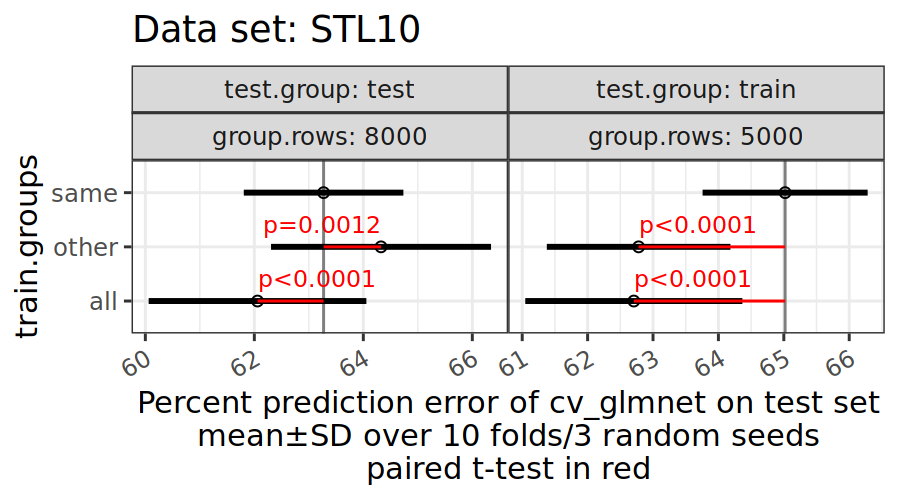 Data set: STL10
test.group: test
test.group: train
group.rows: 8000
group.rows: 5000
train.groups
same
other
all
p=0.0012
p<0.0001
p<0.0001
p<0.0001
60
62
64
66
61
62
63
64
65
66
Percent prediction error of cv_glmnet on test set
mean±SD over 10 folds/3 random seeds
paired t-test in red